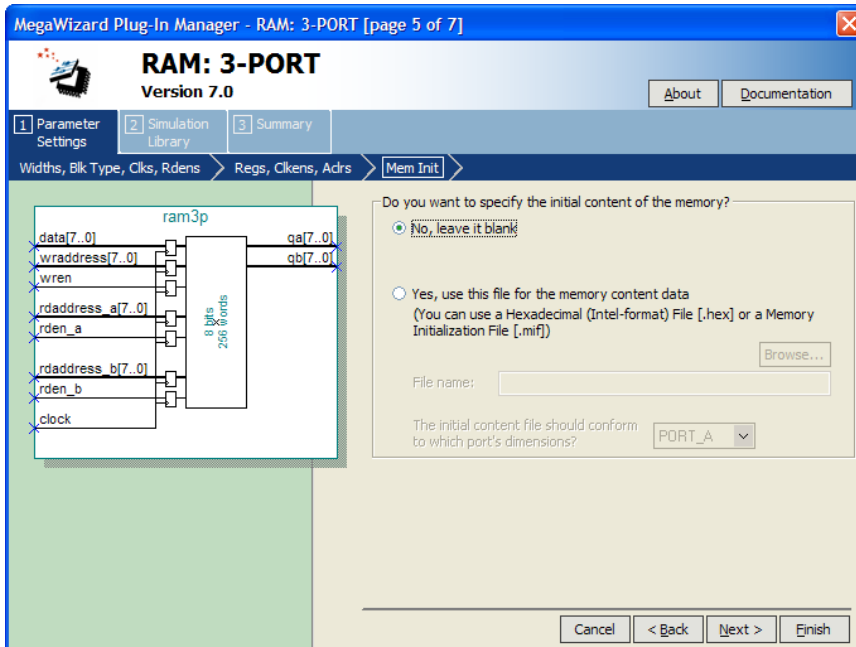 MegaWizard Plug-In Manager - RAM: 3-PORT [page 5 of 7]
RAM: 3-PORT
Version 7.0
About
Documentation
1 Parameter Settings
2 Simulation Library
3 Summary
Widths, Blk Type, Clks, Rdens
Regs, Clkens, Aclrs
Mem Init
ram3p
data[7..0]
wraddress[7..0]
wren
rdaddress_a[7..0]
rden_a
rdaddress_b[7..0]
rden_b
clock
qa[7..0]
qb[7..0]
8 bits
256 words
Do you want to specify the initial content of the memory?
No, leave it blank
Yes, use this file for the memory content data
(You can use a Hexadecimal (Intel-format) File [.hex] or a Memory
Initialization File [.mif])
Browse...
File name:
The initial content file should conform
to which port's dimensions?
PORT_A
Cancel
< Back
Next >
Finish